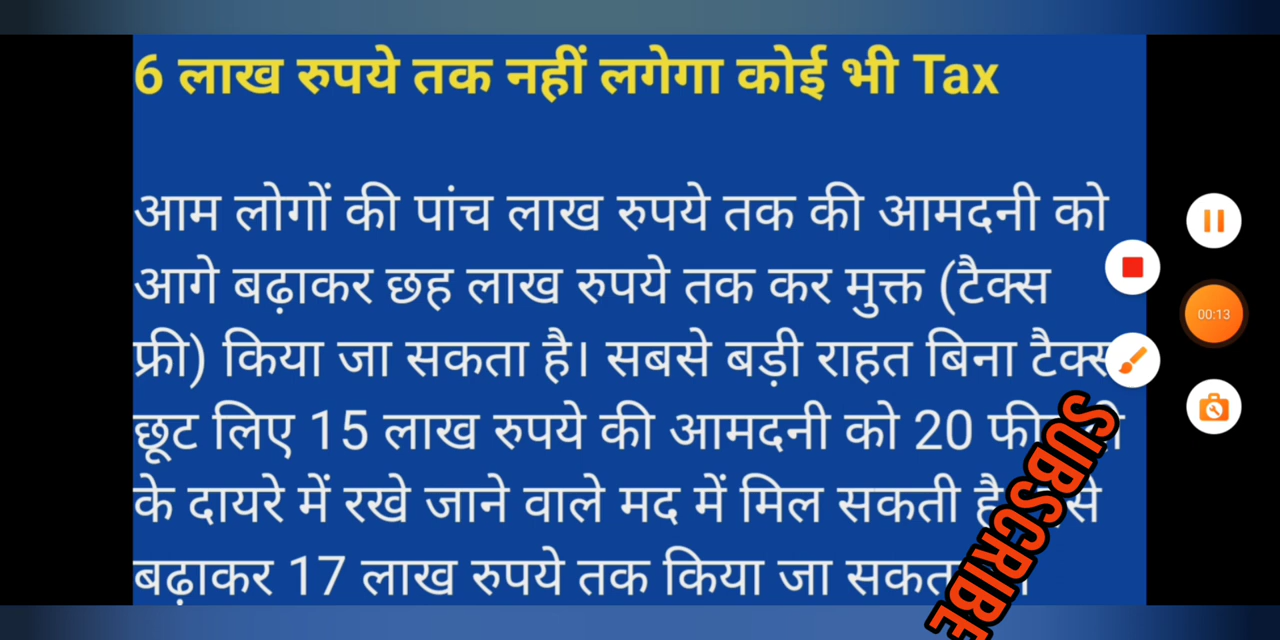 6 लाख रुपये तक नहीं लगेगा कोई भी Tax
आम लोगों की पांच लाख रुपये तक की आमदनी को
आगे बढ़ाकर छह लाख रुपये तक कर मुक्त (टैक्स
फ्री) किया जा सकता है। सबसे बड़ी राहत बिना टैक्स
छूट लिए 15 लाख रुपये की आमदनी को 20
के दायरे में रखे जाने वाले मद में मिल सकती
बढ़ाकर 17 लाख रुपये तक किया जा
00:13
SUBSCRIBE